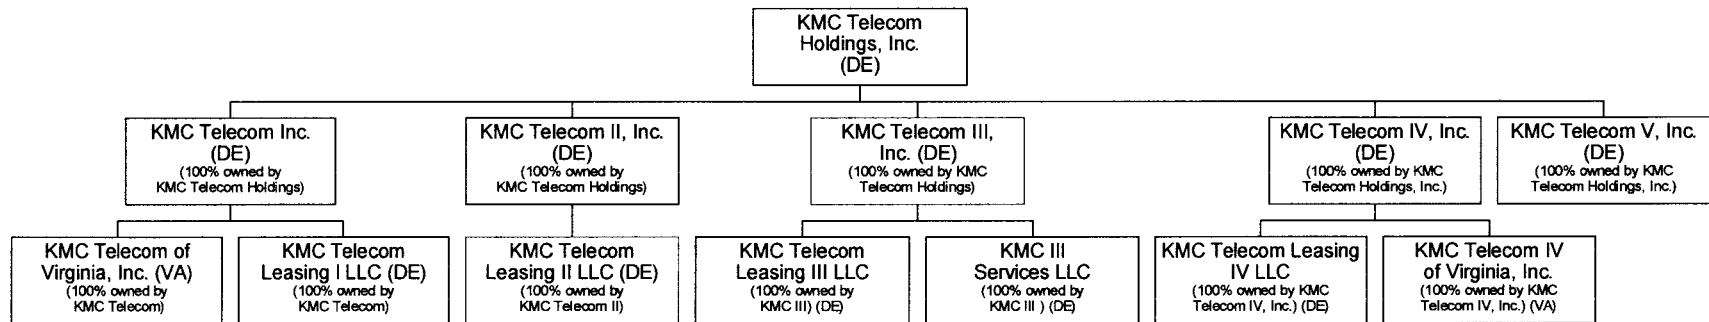 KMC Telecom
Holdings, Inc.
(DE)
KMC Telecom Inc.
(DE)
(100% owned by
KMC Telecom Holdings)
KMC Telecom II, Inc.
(DE)
(100% owned by
KMC Telecom Holdings)
KMC Telecom III,
Inc. (DE)
(100% owned by KMC
Telecom Holdings)
KMC Telecom IV, Inc.
(DE)
(100% owned by KMC
Telecom Holdings, Inc.)
KMC Telecom V, Inc.
(DE)
(100% owned by KMC
Telecom Holdings, Inc.)
KMC Telecom of
Virginia, Inc. (VA)
(100% owned by
KMC Telecom)
KMC Telecom
Leasing I LLC (DE)
(100% owned by
KMC Telecom)
KMC Telecom
Leasing II LLC (DE)
(100% owned by
KMC Telecom II)
KMC Telecom
Leasing III LLC
(100% owned by
KMC III) (DE)
KMC III
Services LLC
(100% owned by
KMC III ) (DE)
KMC Telecom Leasing
IV LLC
(100% owned by KMC
Telecom IV, Inc.) (DE)
KMC Telecom IV
of Virginia, Inc.
(100% owned by KMC
Telecom IV, Inc.) (VA)